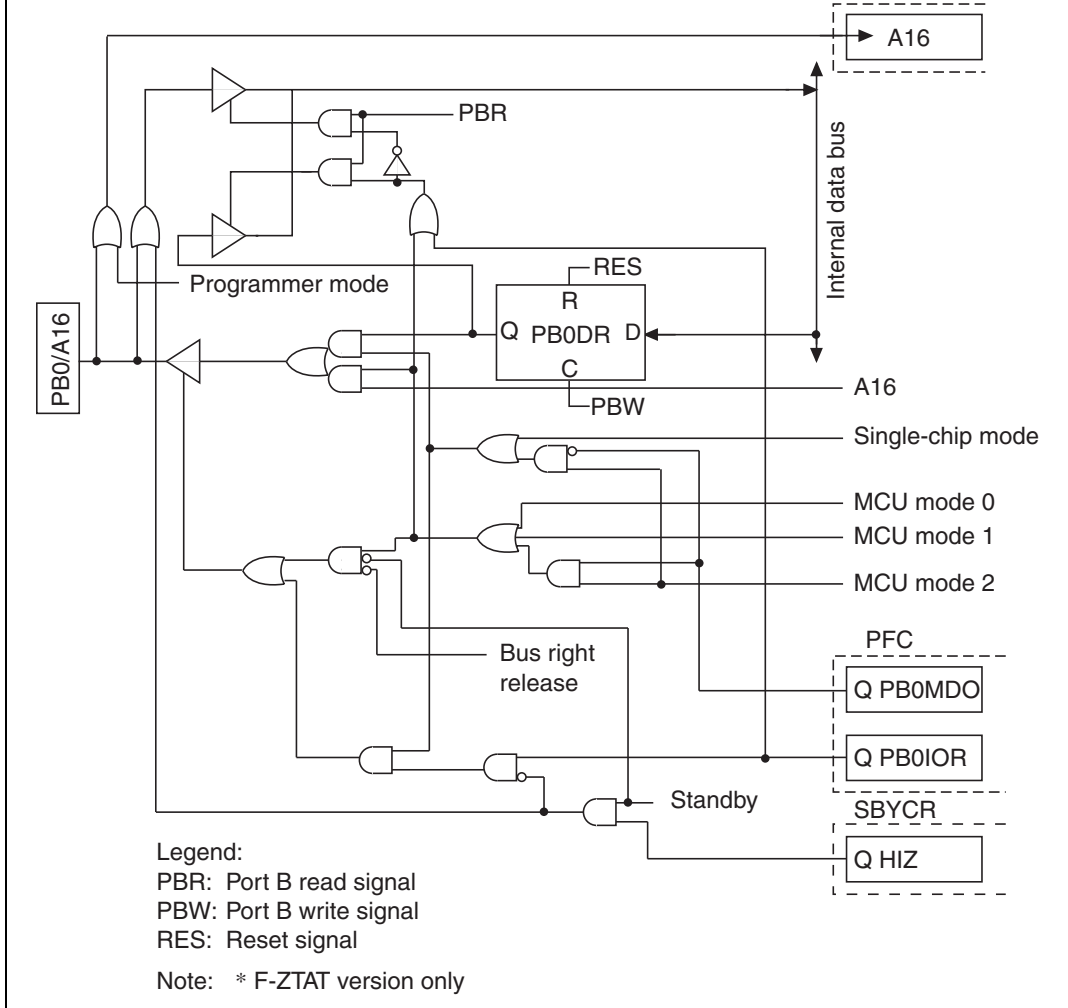 A16
PBR
Internal data bus
Programmer mode
RES
R
Q PB0DR D
C
PBW
PB0/A16
A16
Single-chip mode
MCU mode 0
MCU mode 1
MCU mode 2
Bus right
release
PFC
Q PB0MDO
Q PB0IOR
Standby
SBYCR
Q HIZ
Legend:
PBR: Port B read signal
PBW: Port B write signal
RES: Reset signal
Note: * F-ZTAT version only